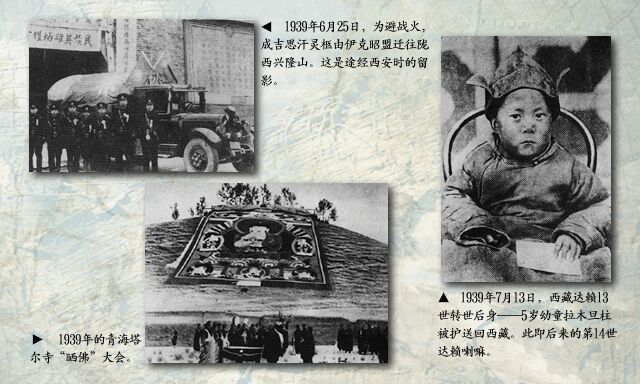 ◀ 1939年6月25日，为避战火，
成吉思汗灵柩由伊克昭盟迁往陇
西兴隆山。这是途经西安时的留
影。
▲ 1939年7月13日，西藏达赖13
世转世后身——5岁幼童拉木旦柱
被护送回西藏。此即后来的第14世
达赖喇嘛。
▶ 1939年的青海塔
尔寺“晒佛”大会。